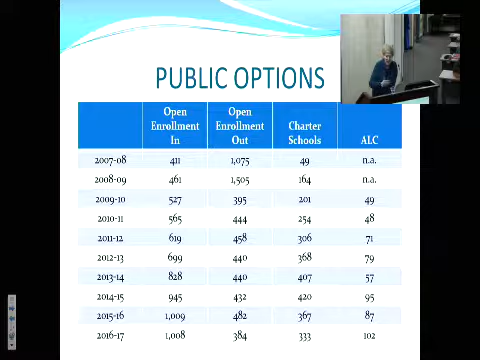 PUBLIC OPTIONS
Open Enrollment In | Open Enrollment Out | Charter Schools | ALC
2007-08 | 411 | 1,075 | 49 | n.a.
2008-09 | 461 | 1,505 | 164 | n.a.
2009-10 | 527 | 395 | 201 | 49
2010-11 | 565 | 444 | 254 | 48
2011-12 | 619 | 458 | 306 | 71
2012-13 | 699 | 440 | 368 | 79
2013-14 | 828 | 440 | 407 | 57
2014-15 | 945 | 432 | 420 | 95
2015-16 | 1,009 | 482 | 367 | 87
2016-17 | 1,008 | 384 | 333 | 102